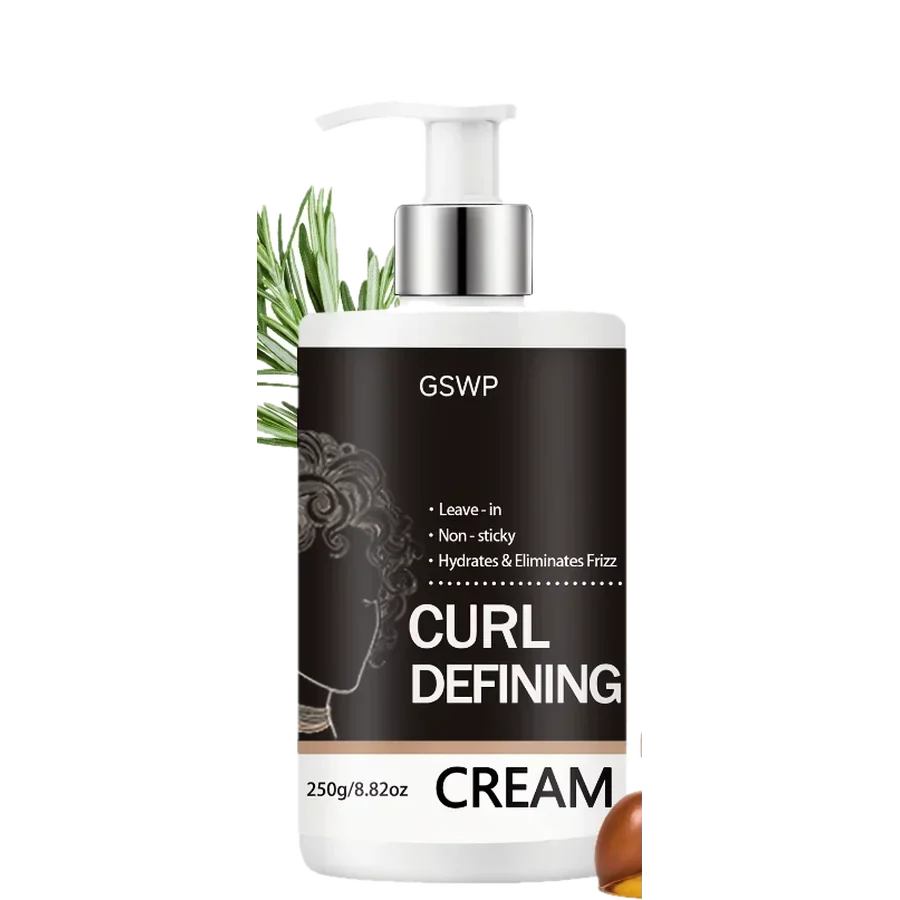 GSWP
• Leave - in
• Non - sticky
• Hydrates & Eliminates Frizz
CURL
DEFINING
250g/8.82oz CREAM